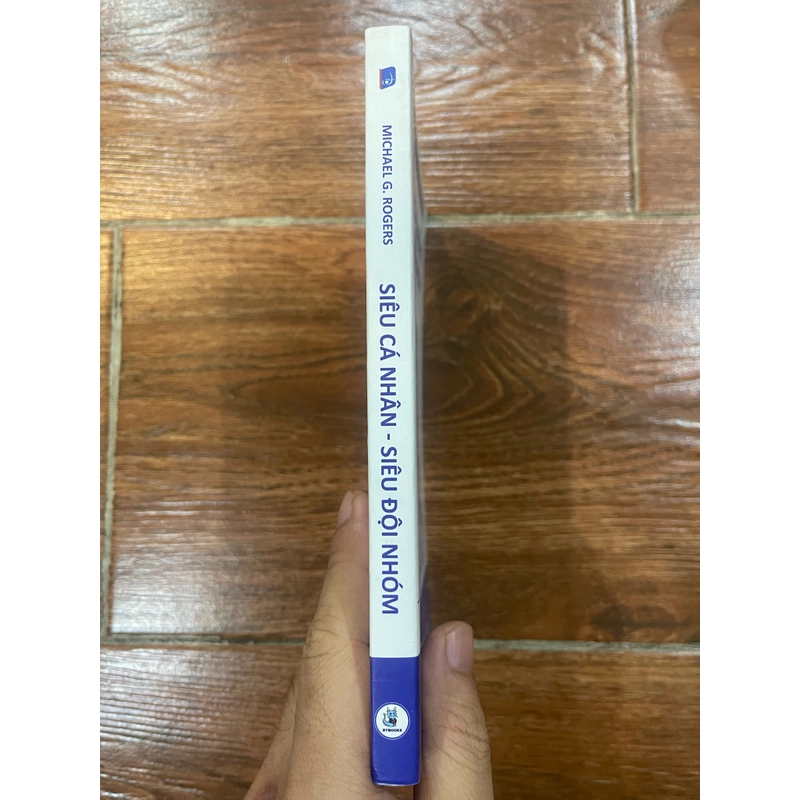 MICHAEL G. ROGERS
SIÊU CÁ NHÂN - SIÊU ĐỘI NHÓM